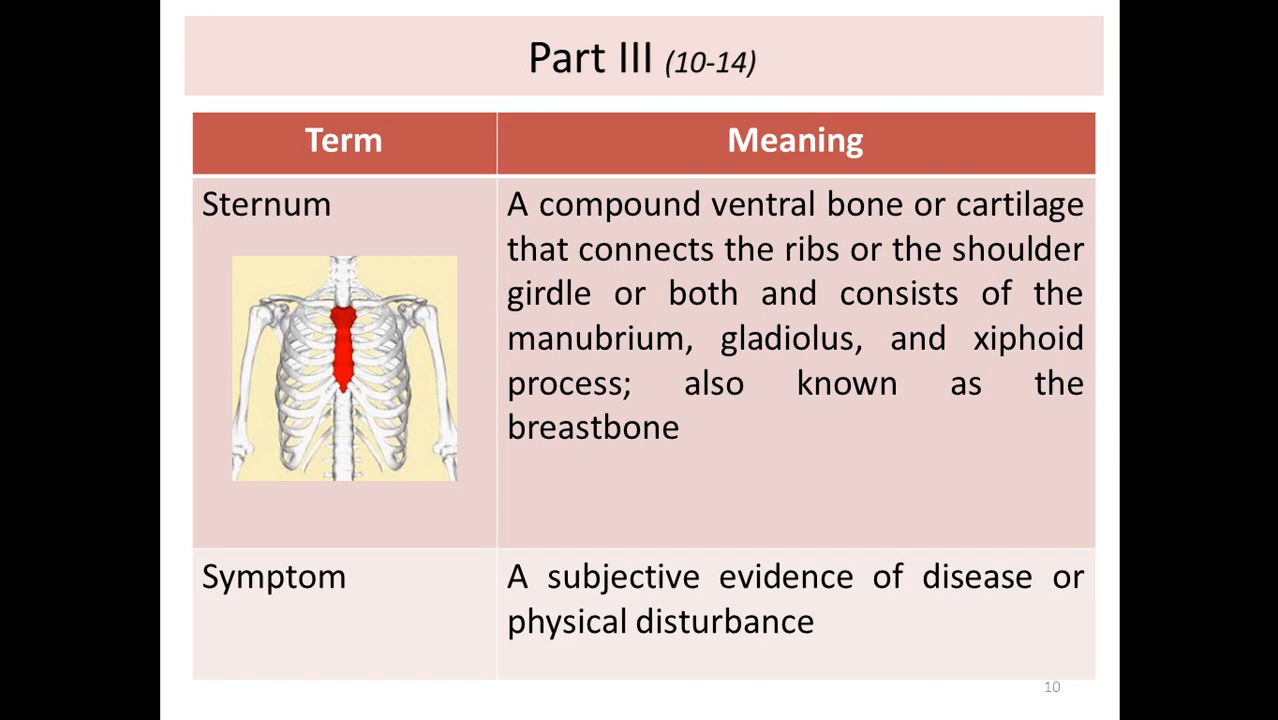 Part III (10-14)
Term
Meaning
Sternum
A compound ventral bone or cartilage
that connects the ribs or the shoulder
girdle or both and consists of the
manubrium, gladiolus, and xiphoid
process; also known as the
breastbone
Symptom
A subjective evidence of disease or
physical disturbance
10